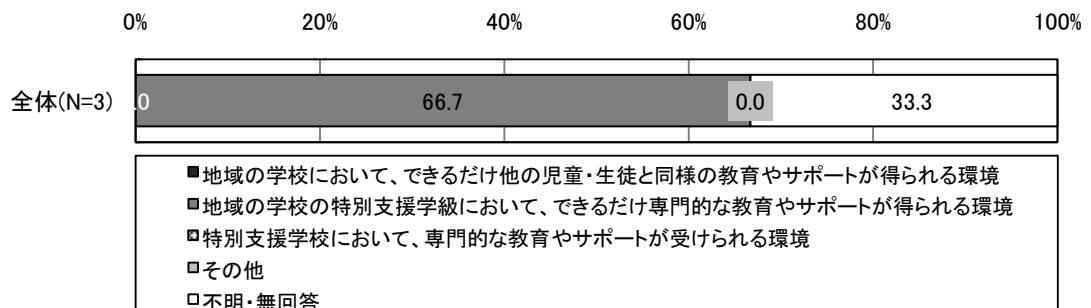 0% 20% 40% 60% 80% 100%
全体(N=3) .0 66.7 0.0 33.3
■地域の学校において、できるだけ他の児童・生徒と同様の教育やサポートが得られる環境
■地域の学校の特別支援学級において、できるだけ専門的な教育やサポートが得られる環境
特別支援学校において、専門的な教育やサポートが受けられる環境
その他
□不明・無回答